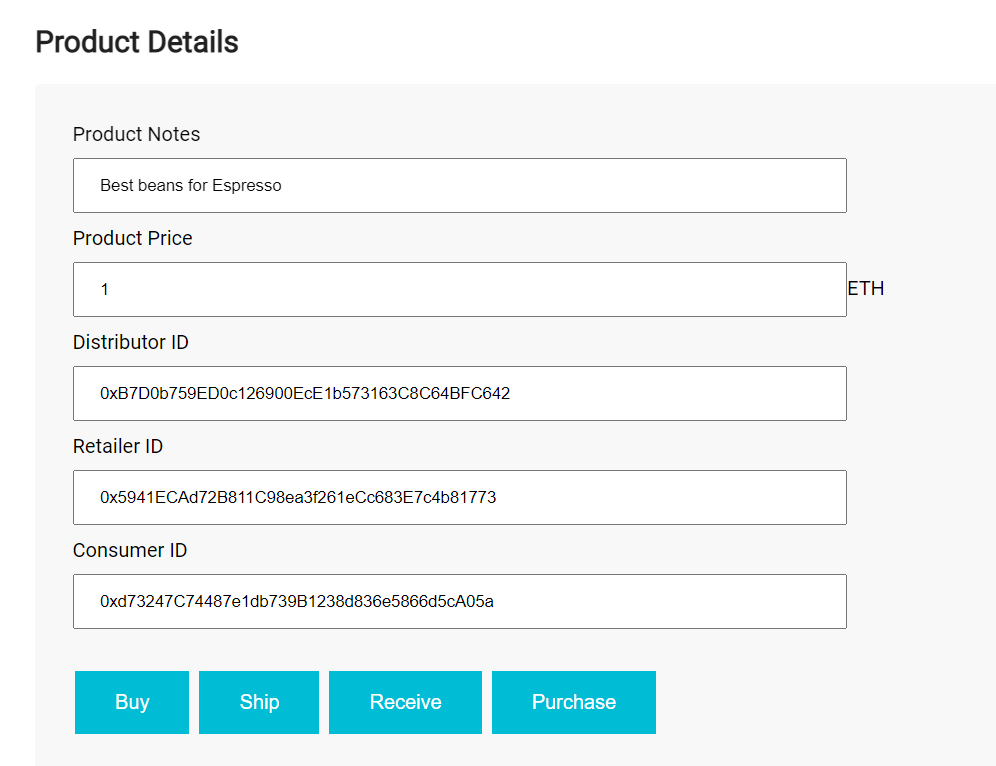 Product Details
Product Notes
Best beans for Espresso
Product Price
1
ETH
Distributor ID
0xB7D0b759ED0c126900EcE1b573163C8C64BFC642
Retailer ID
0x5941ECAd72B811C98ea3f261eCc683E7c4b81773
Consumer ID
0xd73247C74487e1db739B1238d836e5866d5cA05a
Buy Ship Receive Purchase